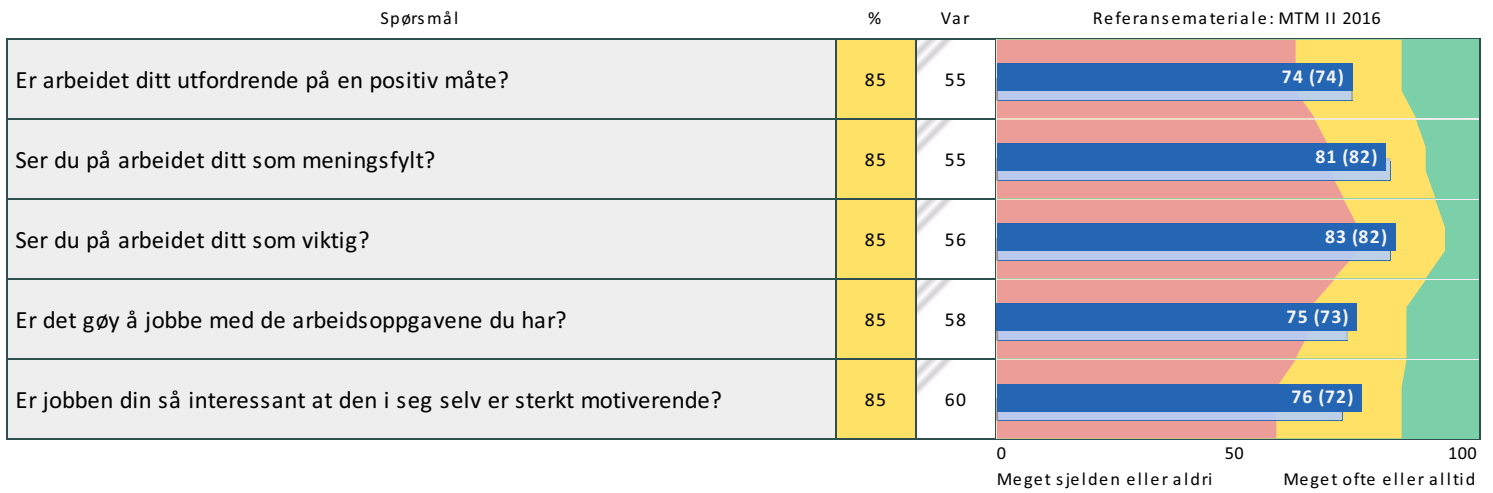 Spørsmål % Var Referansemateriale: MTM II 2016
Er arbeidet ditt utfordrende på en positiv måte? 85 55 74 (74)
Ser du på arbeidet ditt som meningsfylt? 85 55 81 (82)
Ser du på arbeidet ditt som viktig? 85 56 83 (82)
Er det gøy å jobbe med de arbeidsoppgavene du har? 85 58 75 (73)
Er jobben din så interessant at den i seg selv er sterkt motiverende? 85 60 76 (72)
0 50 100
Meget sjelden eller aldri Meget ofte eller alltid